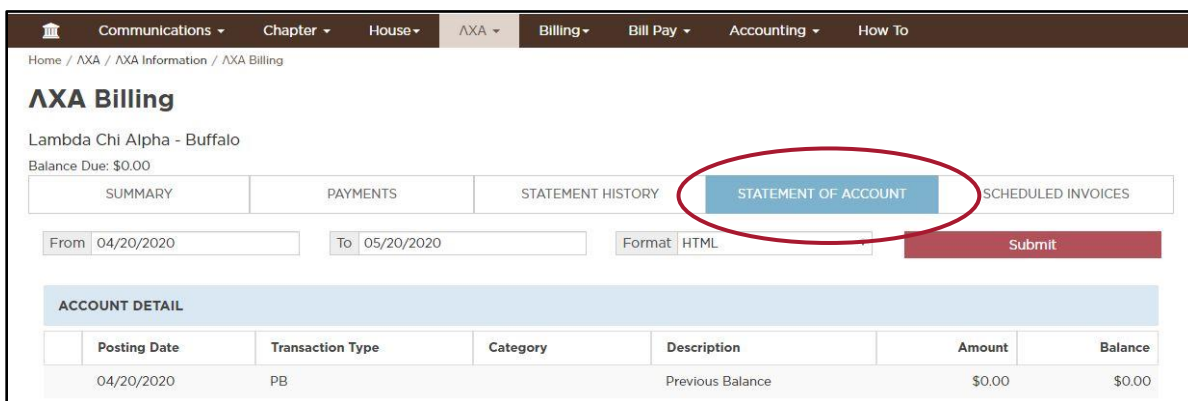 Communications Chapter House ΛΧΑ Billing Bill Pay Accounting How To
Home / ΛΧΑ / ΛΧΑ Information / ΛΧΑ Billing
ΛΧΑ Billing
Lambda Chi Alpha - Buffalo
Balance Due: $0.00
SUMMARY PAYMENTS STATEMENT HISTORY STATEMENT OF ACCOUNT SCHEDULED INVOICES
From 04/20/2020 To 05/20/2020 Format HTML Submit
ACCOUNT DETAIL
Posting Date Transaction Type Category Description Amount Balance
04/20/2020 PB Previous Balance $0.00 $0.00